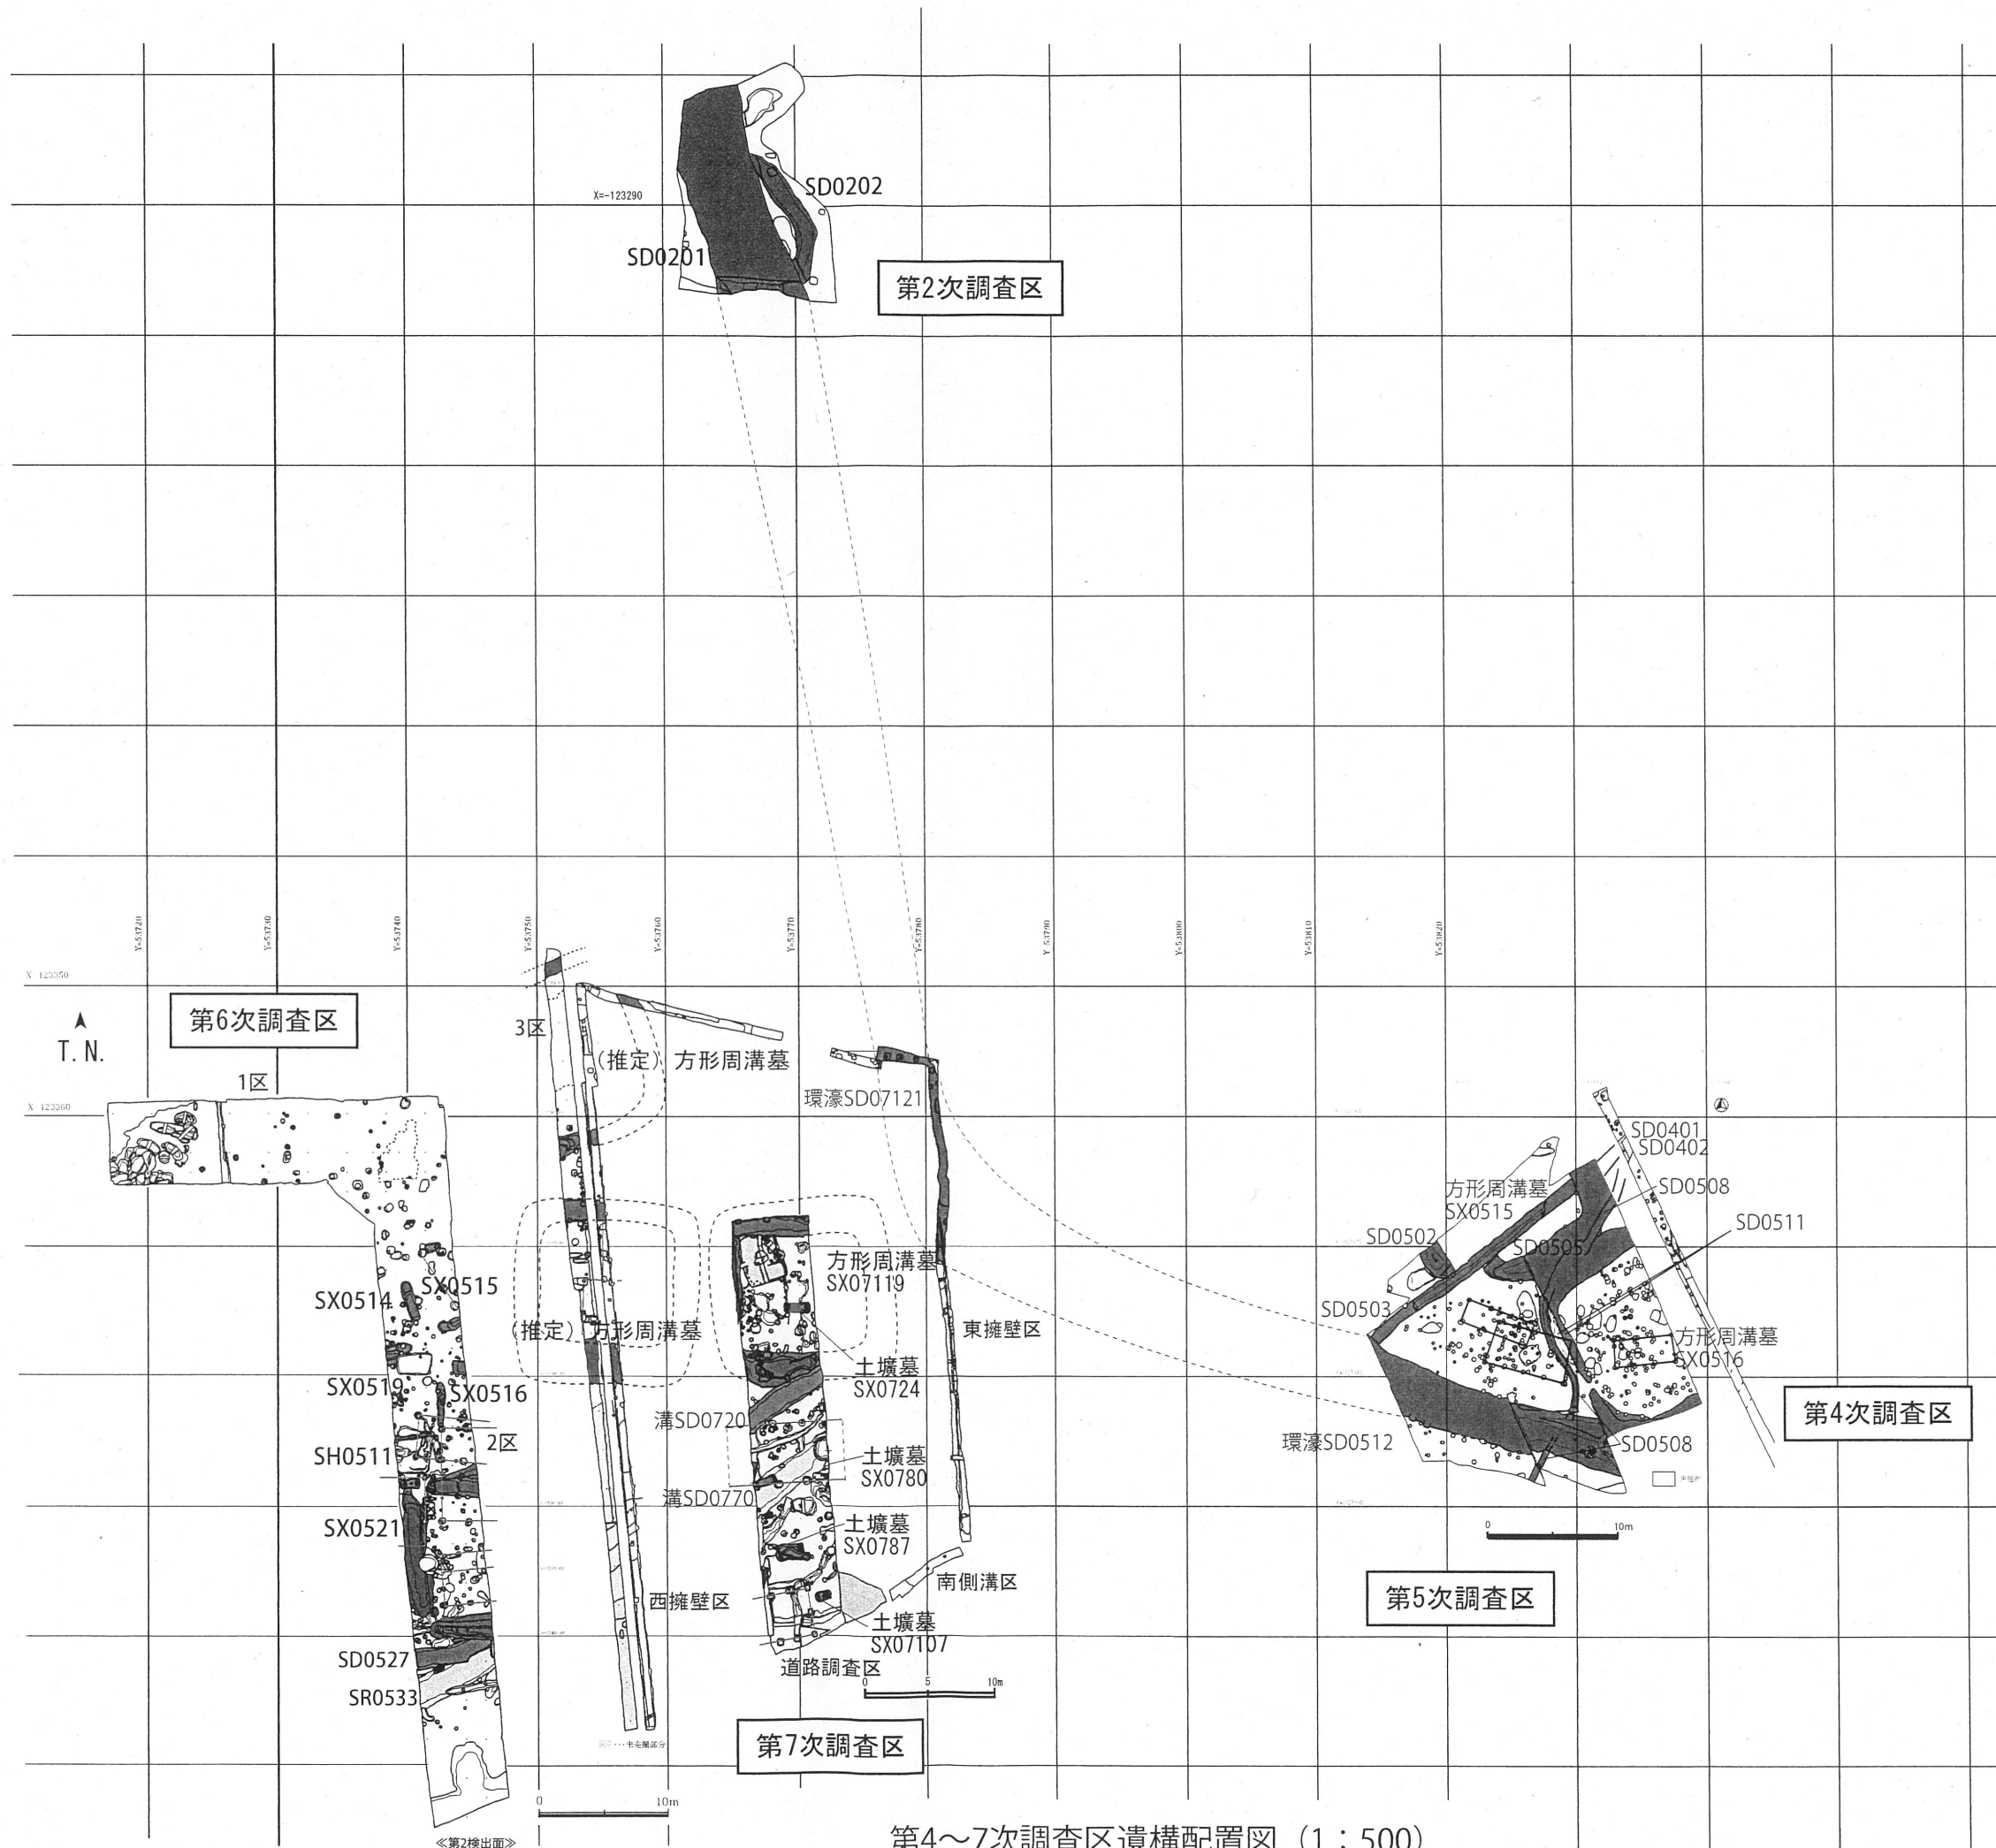 SD0202
X=-123290
SD0201
第2次調査区
Y=53720
Y=53730
Y=53740
Y=53750
Y=53760
Y=53770
Y=53780
Y 53790
Y=53800
Y=53810
Y=53820
X -123350
第6次調査区
T.N.
3区
(推定) 方形周溝墓
1区
X -123260
環濠SD07121
SD0401
SD0402
方形周溝墓
SX0515
SD0508
SD0511
SD0502
SD0505
SX0514
SX0515
方形周溝墓
SX07119
SD0503
(推定) 方形周溝墓
東擁壁区
方形周溝墓
SX0516
土壙墓
SX0724
SX0519
SX0516
第4次調査区
溝SD0720
2区
環濠SD0512
SD0508
SH0511
土壙墓
SX0780
溝SD0770
SX0521
土壙墓
SX0787
0 10m
南側溝区
第5次調査区
西擁壁区
土壙墓
SX07107
SD0527
道路調査区
0 5 10m
SR0533
第7次調査区
0 10m
≪第2検出面≫
第4~7次調査区遺構配置図 (1:500)